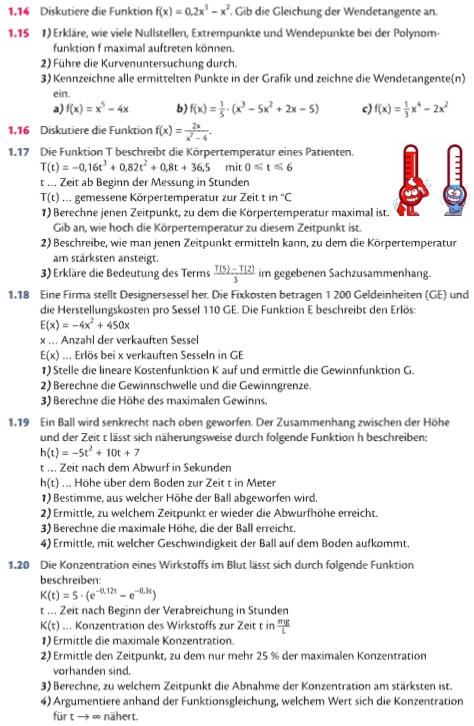 1.14 Diskutiere die Funktion f(x) = 0,2x³ – x². Gib die Gleichung der Wendetangente an.
1.15 1) Erkläre, wie viele Nullstellen, Extrempunkte und Wendepunkte bei der Polynom-
funktion f maximal auftreten können.
2) Führe die Kurvenuntersuchung durch.
3) Kennzeichne alle ermittelten Punkte in der Grafik und zeichne die Wendetangente(n)
ein.
a) f(x) = x⁵ – 4x b) f(x) = 1/5 · (x³ – 5x² + 2x – 5) c) f(x) = 1/3 x⁴ – 2x²
1.16 Diskutiere die Funktion f(x) = 2x/(x² – 4).
1.17 Die Funktion T beschreibt die Körpertemperatur eines Patienten.
T(t) = –0,16t³ + 0,82t² + 0,8t + 36,5 mit 0 ≤ t ≤ 6
t ... Zeit ab Beginn der Messung in Stunden
T(t) ... gemessene Körpertemperatur zur Zeit t in °C
1) Berechne jenen Zeitpunkt, zu dem die Körpertemperatur maximal ist.
Gib an, wie hoch die Körpertemperatur zu diesem Zeitpunkt ist.
2) Beschreibe, wie man jenen Zeitpunkt ermitteln kann, zu dem die Körpertemperatur
am stärksten ansteigt.
3) Erkläre die Bedeutung des Terms (T(5) – T(2))/3 im gegebenen Sachzusammenhang.
1.18 Eine Firma stellt Designersessel her. Die Fixkosten betragen 1 200 Geldeinheiten (GE) und
die Herstellungskosten pro Sessel 110 GE. Die Funktion E beschreibt den Erlös:
E(x) = –4x² + 450x
x ... Anzahl der verkauften Sessel
E(x) ... Erlös bei x verkauften Sesseln in GE
1) Stelle die lineare Kostenfunktion K auf und ermittle die Gewinnfunktion G.
2) Berechne die Gewinnschwelle und die Gewinngrenze.
3) Berechne die Höhe des maximalen Gewinns.
1.19 Ein Ball wird senkrecht nach oben geworfen. Der Zusammenhang zwischen der Höhe
und der Zeit t lässt sich näherungsweise durch folgende Funktion h beschreiben:
h(t) = –5t² + 10t + 7
t ... Zeit nach dem Abwurf in Sekunden
h(t) ... Höhe über dem Boden zur Zeit t in Meter
1) Bestimme, aus welcher Höhe der Ball abgeworfen wird.
2) Ermittle, zu welchem Zeitpunkt er wieder die Abwurfhöhe erreicht.
3) Berechne die maximale Höhe, die der Ball erreicht.
4) Ermittle, mit welcher Geschwindigkeit der Ball auf dem Boden aufkommt.
1.20 Die Konzentration eines Wirkstoffs im Blut lässt sich durch folgende Funktion
beschreiben:
K(t) = 5 · (e^(–0,12t) – e^(–0,3t))
t ... Zeit nach Beginn der Verabreichung in Stunden
K(t) ... Konzentration des Wirkstoffs zur Zeit t in mg/L
1) Ermittle die maximale Konzentration.
2) Ermittle den Zeitpunkt, zu dem nur mehr 25 % der maximalen Konzentration
vorhanden sind.
3) Berechne, zu welchem Zeitpunkt die Abnahme der Konzentration am stärksten ist.
4) Argumentiere anhand der Funktionsgleichung, welchem Wert sich die Konzentration
für t → ∞ nähert.